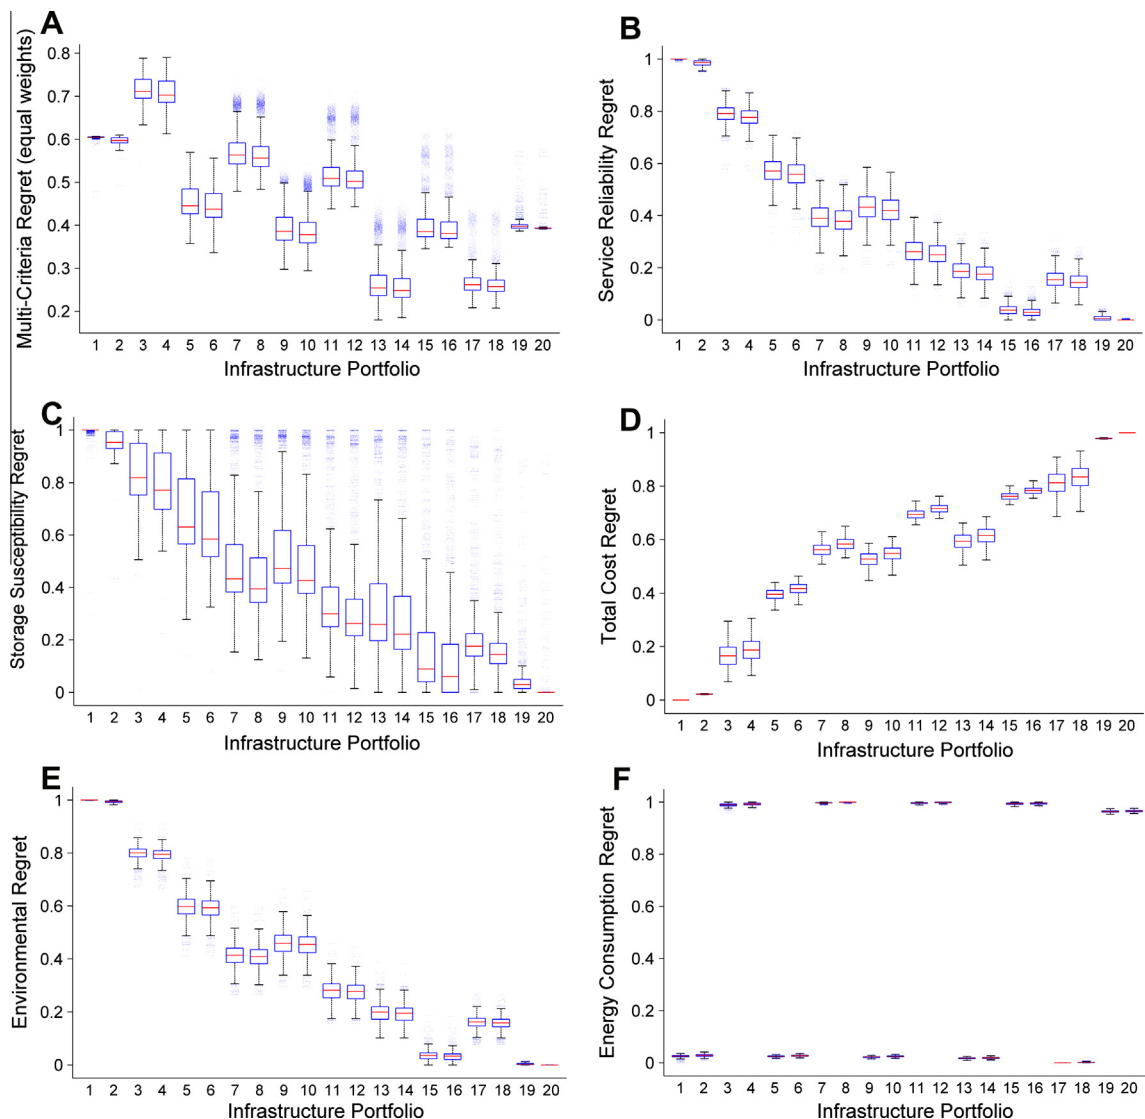 A
Multi-Criteria Regret (equal weights)
0.8
0.7
0.6
0.5
0.4
0.3
0.2
1 2 3 4 5 6 7 8 9 10 11 12 13 14 15 16 17 18 19 20
Infrastructure Portfolio
B
Service Reliability Regret
1
0.8
0.6
0.4
0.2
0
1 2 3 4 5 6 7 8 9 10 11 12 13 14 15 16 17 18 19 20
Infrastructure Portfolio
C
Storage Susceptibility Regret
1
0.8
0.6
0.4
0.2
0
1 2 3 4 5 6 7 8 9 10 11 12 13 14 15 16 17 18 19 20
Infrastructure Portfolio
D
Total Cost Regret
1
0.8
0.6
0.4
0.2
0
1 2 3 4 5 6 7 8 9 10 11 12 13 14 15 16 17 18 19 20
Infrastructure Portfolio
E
Environmental Regret
1
0.8
0.6
0.4
0.2
0
1 2 3 4 5 6 7 8 9 10 11 12 13 14 15 16 17 18 19 20
Infrastructure Portfolio
F
Energy Consumption Regret
1
0.8
0.6
0.4
0.2
0
1 2 3 4 5 6 7 8 9 10 11 12 13 14 15 16 17 18 19 20
Infrastructure Portfolio